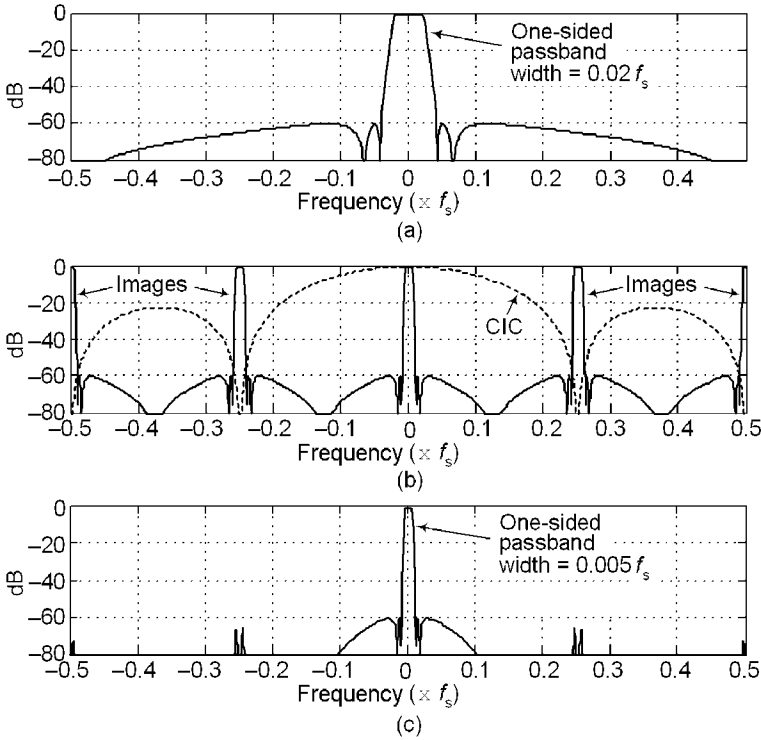 0
–20
–40
–60
–80
dB
One-sided
passband
width = 0.02 fs
–0.5 –0.4 –0.3 –0.2 –0.1 0 0.1 0.2 0.3 0.4
Frequency (× fs)
(a)
0
–20
–40
–60
–80
dB
Images
CIC
Images
–0.5 –0.4 –0.3 –0.2 –0.1 0 0.1 0.2 0.3 0.4 0.5
Frequency (× fs)
(b)
0
–20
–40
–60
–80
dB
One-sided
passband
width = 0.005 fs
–0.5 –0.4 –0.3 –0.2 –0.1 0 0.1 0.2 0.3 0.4 0.5
Frequency (× fs)
(c)